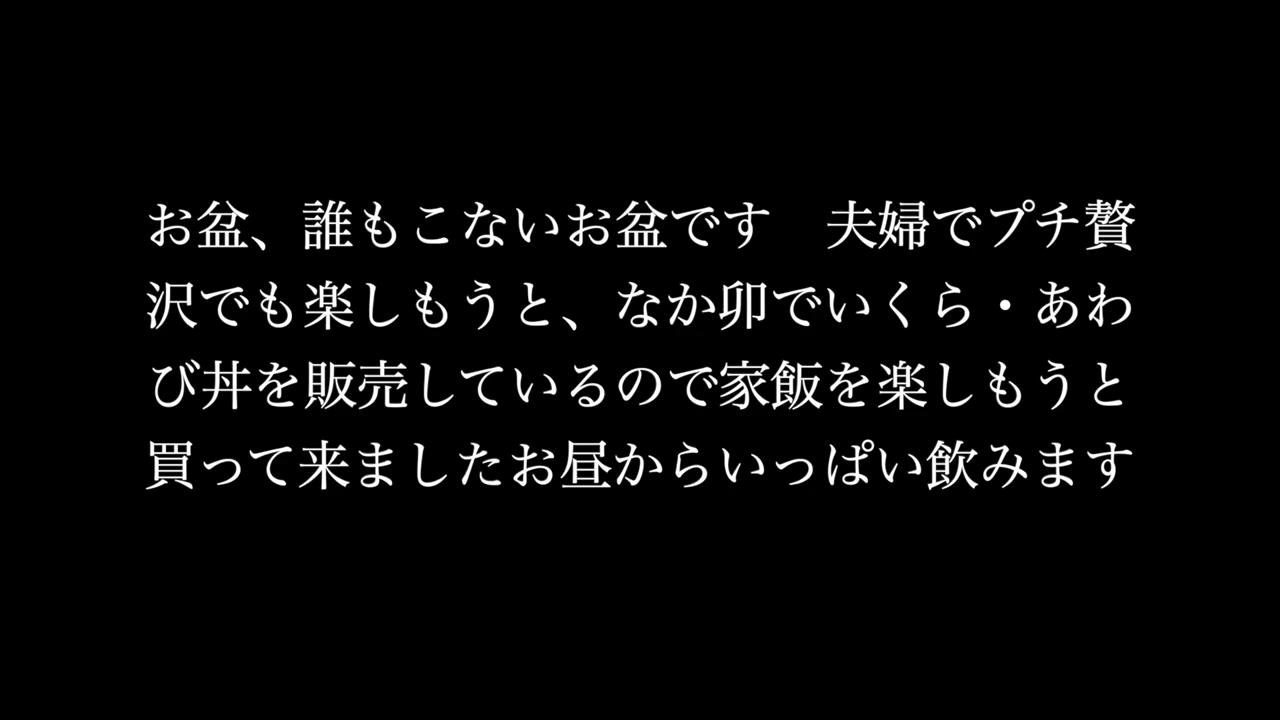 お盆、誰もこないお盆です　夫婦でプチ贅
沢でも楽しもうと、なか卯でいくら・あわ
び丼を販売しているので家飯を楽しもうと
買って来ましたお昼からいっぱい飲みます